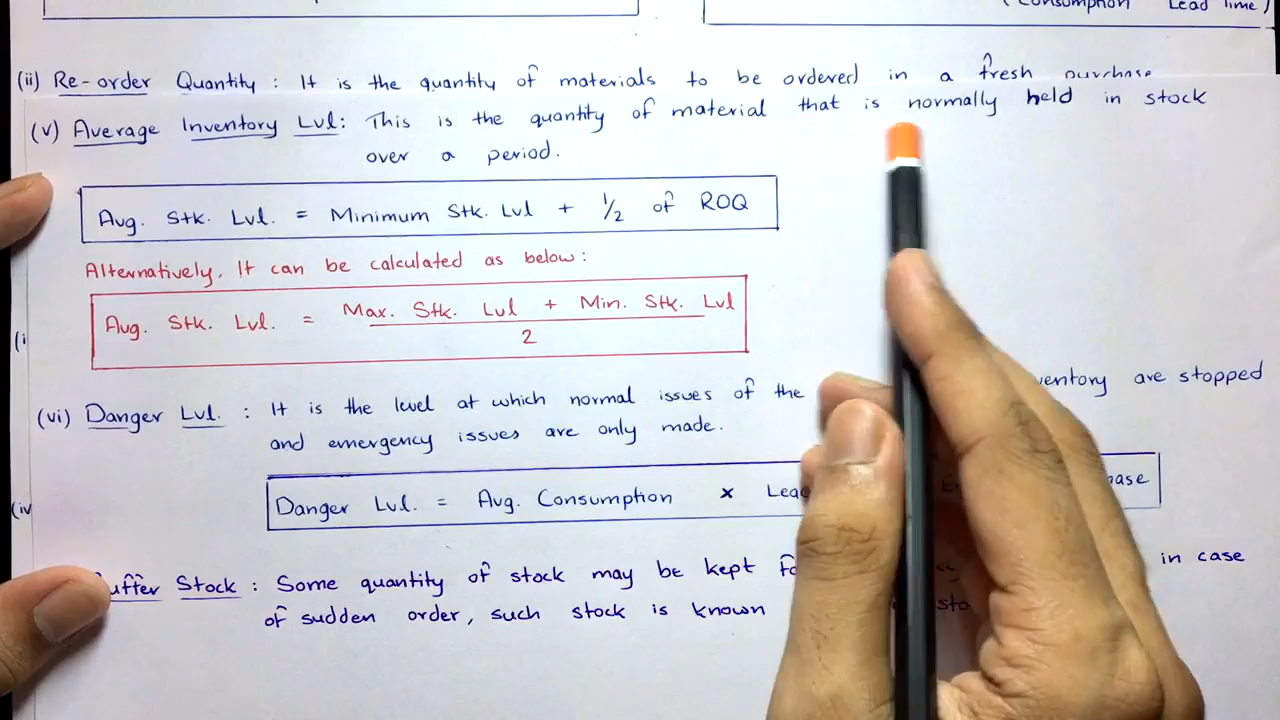 (Consumption Lead Time)
(ii) Re-order Quantity : It is the quantity of materials to be ordered in a fresh purchase
(v) Average Inventory Lvl: This is the quantity of material that is normally held in stock
over a period.
Avg. Stk. Lvl. = Minimum Stk. Lvl + 1/2 of ROQ
Alternatively, It can be calculated as below:
Avg. Stk. Lvl. = Max. Stk. Lvl + Min. Stk. Lvl
2
(vi) Danger Lvl. : It is the level at which normal issues of the are stopped
and emergency issues are only made.
Danger Lvl. = Avg. Consumption x
Stock : Some quantity of stock may be kept in case
of sudden order, such stock is known